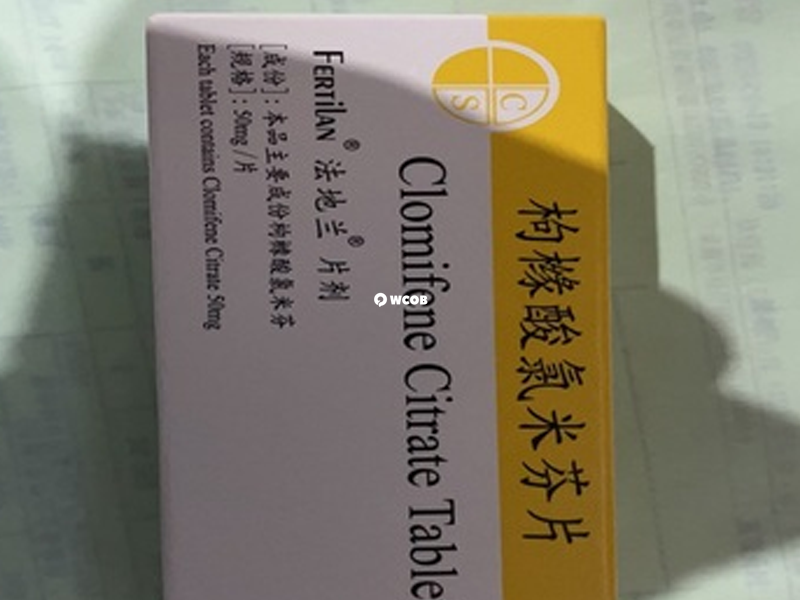 CS
枸橼酸氯米芬片
Clomifone Citrate Table
FERTILAN® 法地兰® 片剂
[成份]：本品主要成份枸橼酸氯米芬
[规格]：50mg/片
Each tablet contains Clomifene Citrate 50mg
WCOB